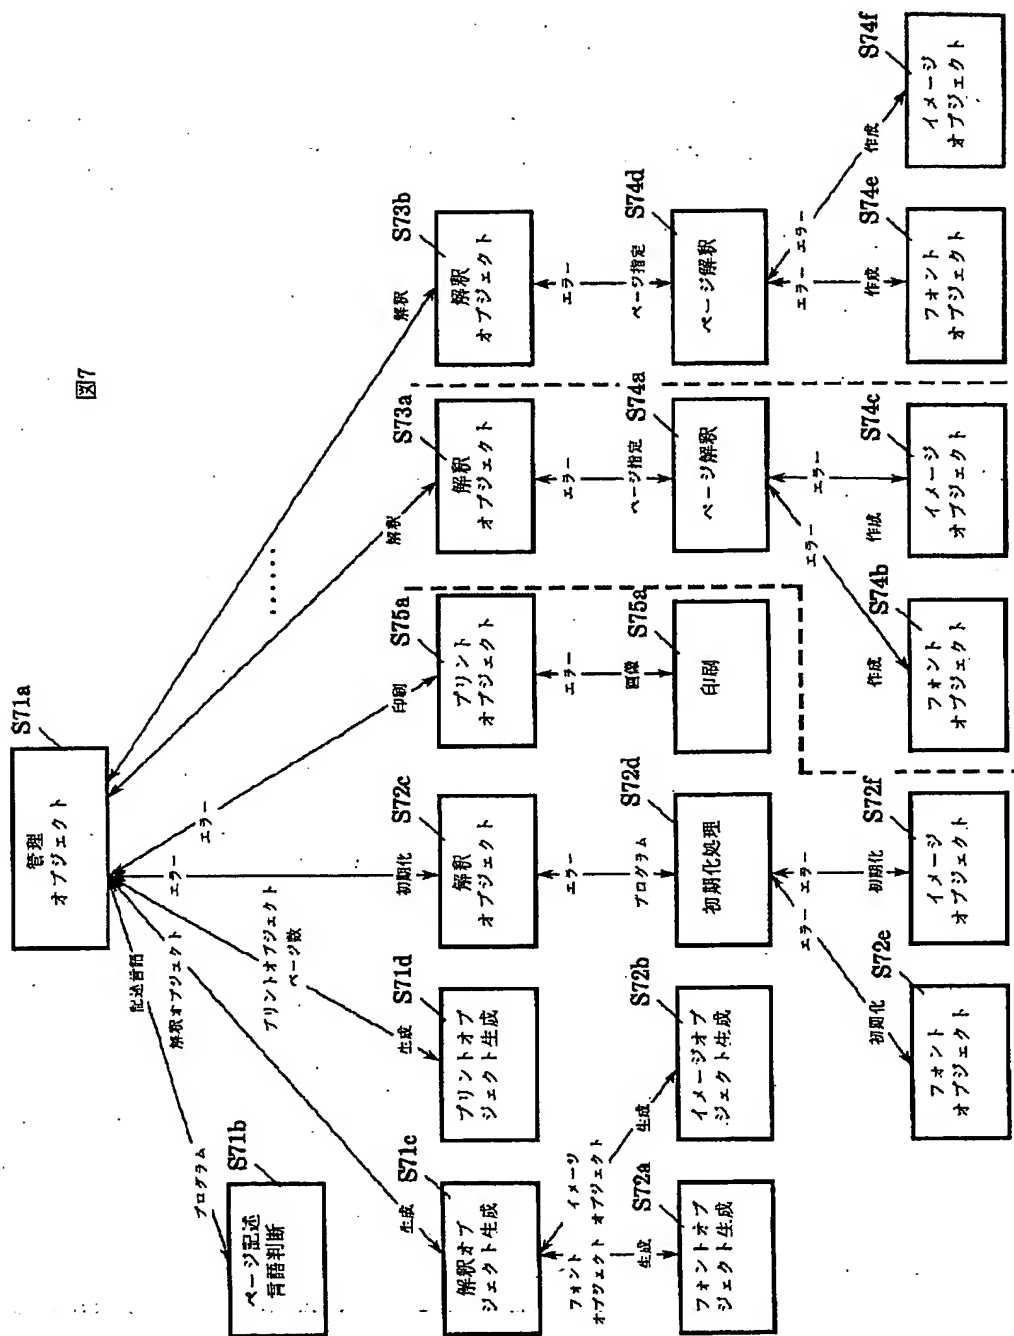 図7
S71a
管理
オブジェクト
プログラム
記述言語
S71b
ページ記述
言語判断
生成
解釈オブジェクト
S71c
解釈オブ
ジェクト生成
生成
プリントオブジェクト
ページ数
S71d
プリントオブ
ジェクト生成
初期化
エラー
S72c
解釈
オブジェクト
印刷
エラー
S75a
プリント
オブジェクト
解釈
S73a
解釈
オブジェクト
......
解釈
S73b
解釈
オブジェクト
フォント
オブジェクト
生成
S72a
フォントオブ
ジェクト生成
イメージ
オブジェクト
生成
S72b
イメージオブ
ジェクト生成
エラー
プログラム
S72d
初期化処理
エラー
画像
S75a
印刷
エラー
ページ指定
S74a
ページ解釈
エラー
ページ指定
S74d
ページ解釈
エラー
初期化
S72e
フォント
オブジェクト
エラー
初期化
S72f
イメージ
オブジェクト
エラー
作成
S74b
フォント
オブジェクト
エラー
作成
S74c
イメージ
オブジェクト
エラー
作成
S74e
フォント
オブジェクト
エラー
作成
S74f
イメージ
オブジェクト